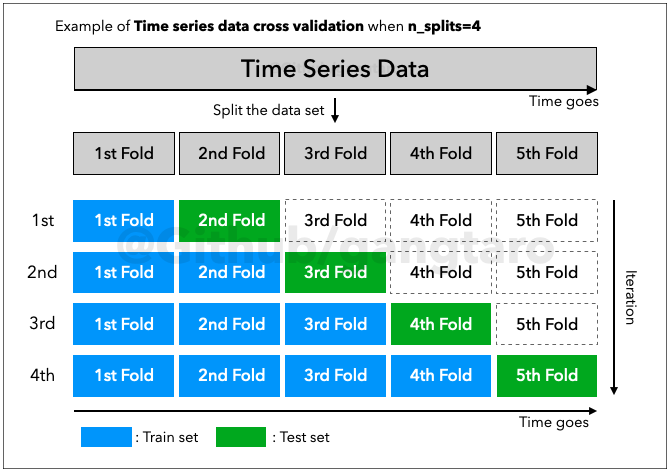 Example of Time series data cross validation when n_splits=4
Time Series Data
Time goes
Split the data set
1st Fold 2nd Fold 3rd Fold 4th Fold 5th Fold
1st 1st Fold 2nd Fold 3rd Fold 4th Fold 5th Fold
@Github/qangtaro
2nd 1st Fold 2nd Fold 3rd Fold 4th Fold 5th Fold
Iteration
3rd 1st Fold 2nd Fold 3rd Fold 4th Fold 5th Fold
4th 1st Fold 2nd Fold 3rd Fold 4th Fold 5th Fold
Time goes
: Train set : Test set